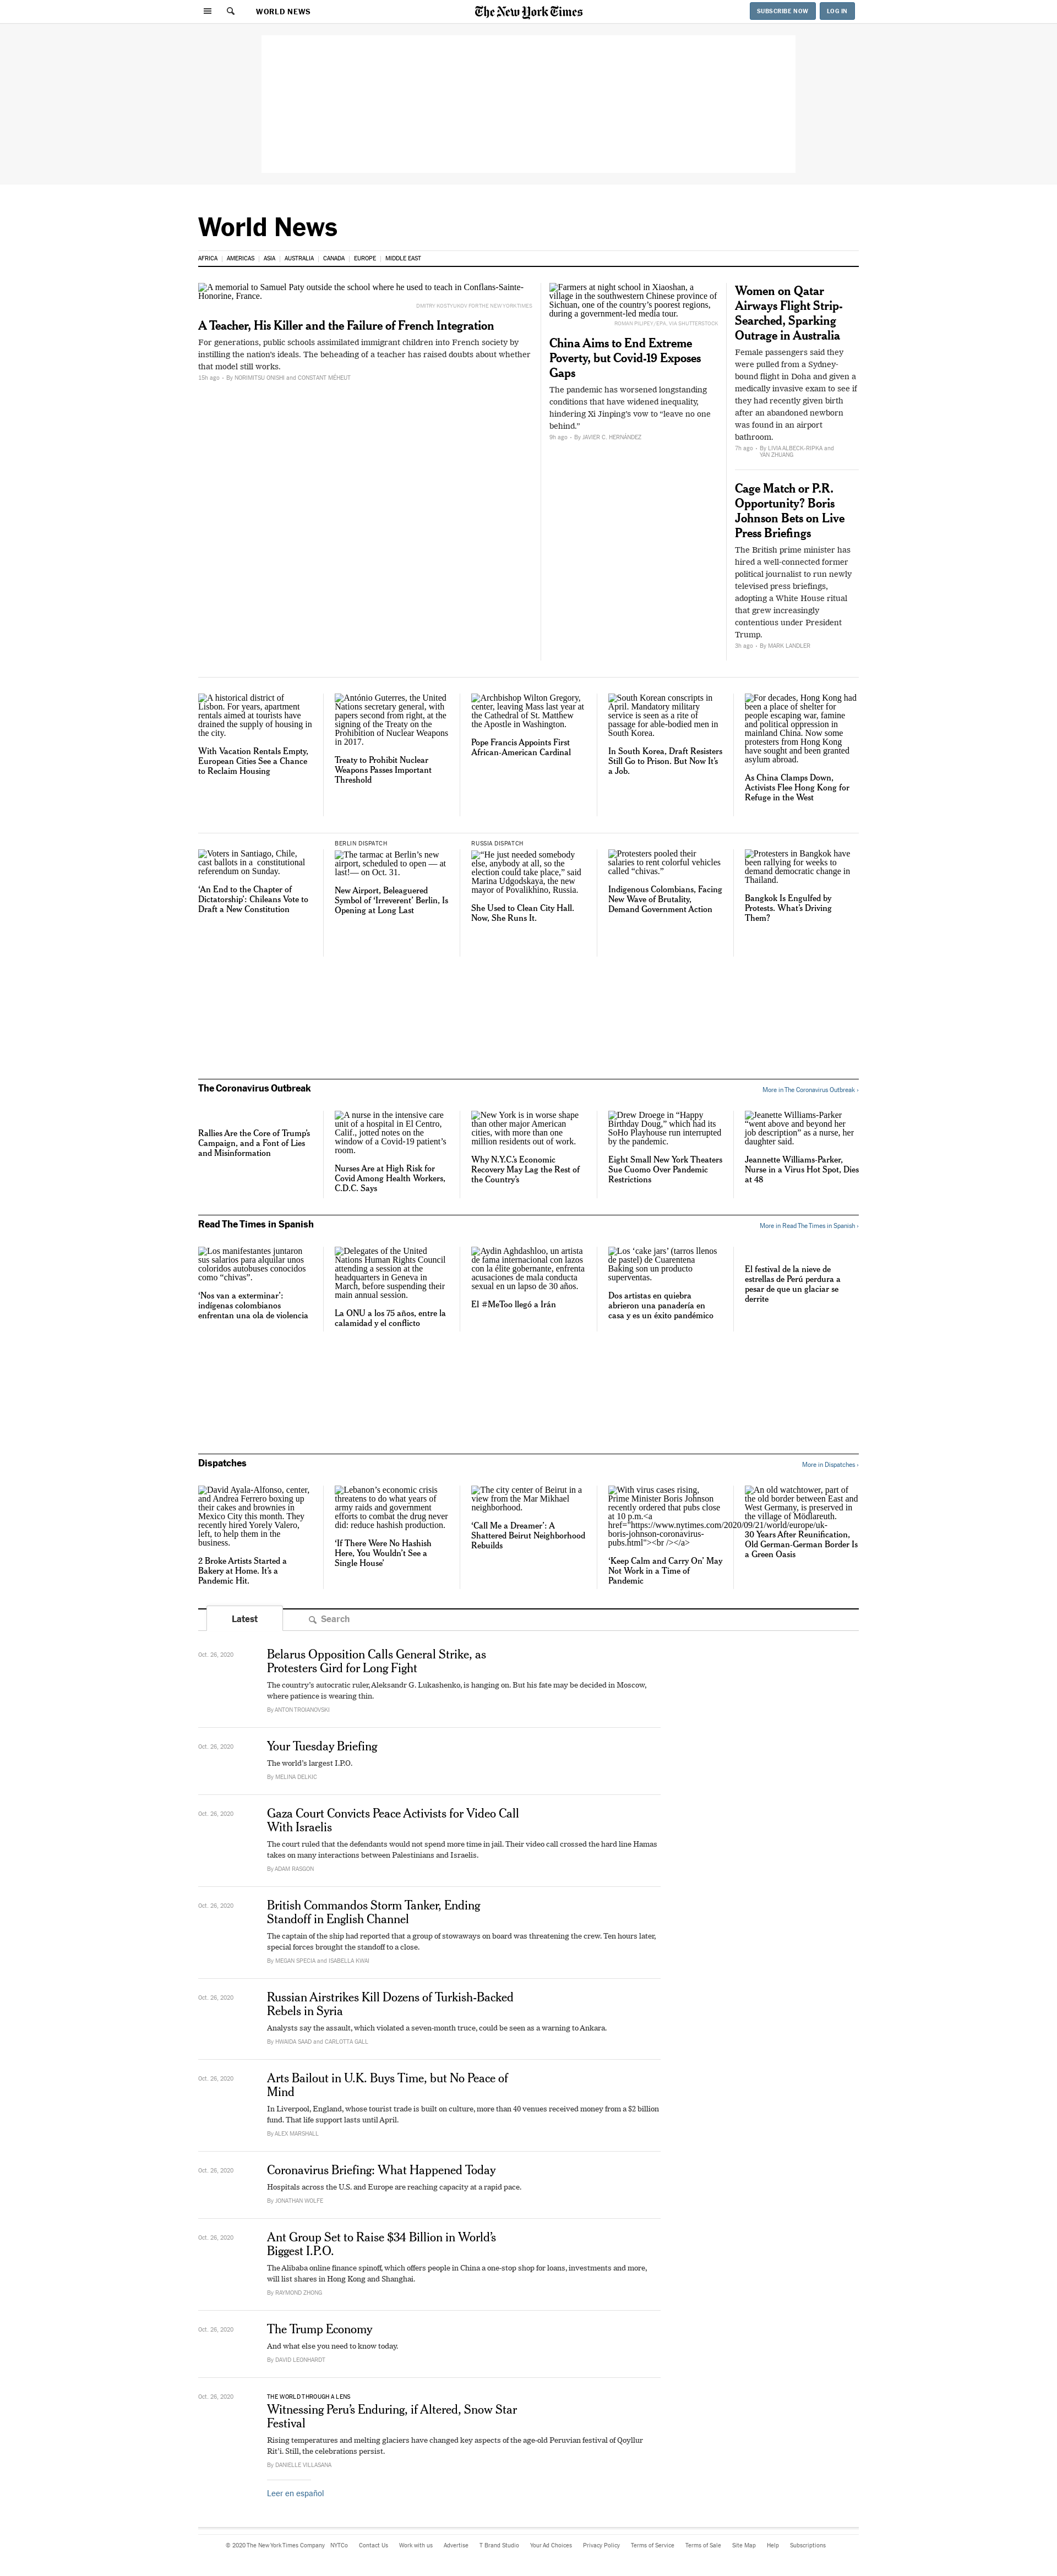 WORLD NEWS
The New York Times
SUBSCRIBE NOW
LOG IN
World News
AFRICA
AMERICAS
ASIA
AUSTRALIA
CANADA
EUROPE
MIDDLE EAST
A memorial to Samuel Paty outside the school where he used to teach in Conflans-Sainte-
Honorine, France.
DMITRY KOSTYUKOV FOR THE NEW YORK TIMES
A Teacher, His Killer and the Failure of French Integration
For generations, public schools assimilated immigrant children into French society by
instilling the nation's ideals. The beheading of a teacher has raised doubts about whether
that model still works.
15h ago - By NORIMITSU ONISHI and CONSTANT MÉHEUT
Farmers at night school in Xiaoshan, a
village in the southwestern Chinese province of
Sichuan, one of the country's poorest regions,
during a government-led media tour.
ROMAN PILIPEY/EPA, VIA SHUTTERSTOCK
China Aims to End Extreme
Poverty, but Covid-19 Exposes
Gaps
The pandemic has worsened longstanding
conditions that have widened inequality,
hindering Xi Jinping's vow to “leave no one
behind.”
9h ago - By JAVIER C. HERNÁNDEZ
Women on Qatar
Airways Flight Strip-
Searched, Sparking
Outrage in Australia
Female passengers said they
were pulled from a Sydney-
bound flight in Doha and given a
medically invasive exam to see if
they had recently given birth
after an abandoned newborn
was found in an airport
bathroom.
7h ago - By LIVIA ALBECK-RIPKA and
YAN ZHUANG
Cage Match or P.R.
Opportunity? Boris
Johnson Bets on Live
Press Briefings
The British prime minister has
hired a well-connected former
political journalist to run newly
televised press briefings,
adopting a White House ritual
that grew increasingly
contentious under President
Trump.
3h ago - By MARK LANDLER
A historical district of
Lisbon. For years, apartment
rentals aimed at tourists have
drained the supply of housing in
the city.
With Vacation Rentals Empty,
European Cities See a Chance
to Reclaim Housing
António Guterres, the United
Nations secretary general, with
papers second from right, at the
signing of the Treaty on the
Prohibition of Nuclear Weapons
in 2017.
Treaty to Prohibit Nuclear
Weapons Passes Important
Threshold
Archbishop Wilton Gregory,
center, leaving Mass last year at
the Cathedral of St. Matthew
the Apostle in Washington.
Pope Francis Appoints First
African-American Cardinal
South Korean conscripts in
April. Mandatory military
service is seen as a rite of
passage for able-bodied men in
South Korea.
In South Korea, Draft Resisters
Still Go to Prison. But Now It's
a Job.
For decades, Hong Kong had
been a place of shelter for
people escaping war, famine
and political oppression in
mainland China. Now some
protesters from Hong Kong
have sought and been granted
asylum abroad.
As China Clamps Down,
Activists Flee Hong Kong for
Refuge in the West
Voters in Santiago, Chile,
cast ballots in a constitutional
referendum on Sunday.
‘An End to the Chapter of
Dictatorship’: Chileans Vote to
Draft a New Constitution
BERLIN DISPATCH
The tarmac at Berlin's new
airport, scheduled to open — at
last!— on Oct. 31.
New Airport, Beleaguered
Symbol of ‘Irreverent’ Berlin, Is
Opening at Long Last
RUSSIA DISPATCH
“He just needed somebody
else, anybody at all, so the
election could take place,” said
Marina Udgodskaya, the new
mayor of Povalikhino, Russia.
She Used to Clean City Hall.
Now, She Runs It.
Protesters pooled their
salaries to rent colorful vehicles
called “chivas.”
Indigenous Colombians, Facing
New Wave of Brutality,
Demand Government Action
Protesters in Bangkok have
been rallying for weeks to
demand democratic change in
Thailand.
Bangkok Is Engulfed by
Protests. What's Driving
Them?
The Coronavirus Outbreak
More in The Coronavirus Outbreak ›
Rallies Are the Core of Trump's
Campaign, and a Font of Lies
and Misinformation
A nurse in the intensive care
unit of a hospital in El Centro,
Calif., jotted notes on the
window of a Covid-19 patient's
room.
Nurses Are at High Risk for
Covid Among Health Workers,
C.D.C. Says
New York is in worse shape
than other major American
cities, with more than one
million residents out of work.
Why N.Y.C.'s Economic
Recovery May Lag the Rest of
the Country's
Drew Droege in “Happy
Birthday Doug,” which had its
SoHo Playhouse run interrupted
by the pandemic.
Eight Small New York Theaters
Sue Cuomo Over Pandemic
Restrictions
Jeanette Williams-Parker
“went above and beyond her
job description” as a nurse, her
daughter said.
Jeannette Williams-Parker,
Nurse in a Virus Hot Spot, Dies
at 48
Read The Times in Spanish
More in Read The Times in Spanish ›
Los manifestantes juntaron
sus salarios para alquilar unos
coloridos autobuses conocidos
como “chivas”.
‘Nos van a exterminar’:
indígenas colombianos
enfrentan una ola de violencia
Delegates of the United
Nations Human Rights Council
attending a session at the
headquarters in Geneva in
March, before suspending their
main annual session.
La ONU a los 75 años, entre la
calamidad y el conflicto
Aydin Aghdashloo, un artista
de fama internacional con lazos
con la élite gobernante, enfrenta
acusaciones de mala conducta
sexual en un lapso de 30 años.
El #MeToo llegó a Irán
Los ‘cake jars’ (tarros llenos
de pastel) de Cuarentena
Baking son un producto
superventas.
Dos artistas en quiebra
abrieron una panadería en
casa y es un éxito pandémico
El festival de la nieve de
estrellas de Perú perdura a
pesar de que un glaciar se
derrite
Dispatches
More in Dispatches ›
David Ayala-Alfonso, center,
and Andrea Ferrero boxing up
their cakes and brownies in
Mexico City this month. They
recently hired Yorely Valero,
left, to help them in the
business.
2 Broke Artists Started a
Bakery at Home. It's a
Pandemic Hit.
Lebanon's economic crisis
threatens to do what years of
army raids and government
efforts to combat the drug never
did: reduce hashish production.
‘If There Were No Hashish
Here, You Wouldn't See a
Single House’
The city center of Beirut in a
view from the Mar Mikhael
neighborhood.
‘Call Me a Dreamer’: A
Shattered Beirut Neighborhood
Rebuilds
With virus cases rising,
Prime Minister Boris Johnson
recently ordered that pubs close
at 10 p.m.<a
href="https://www.nytimes.com/2020/09/21/world/europe/uk-
boris-johnson-coronavirus-
pubs.html"><br /></a>
‘Keep Calm and Carry On’ May
Not Work in a Time of
Pandemic
An old watchtower, part of
the old border between East and
West Germany, is preserved in
the village of Mödlareuth.
30 Years After Reunification,
Old German-German Border Is
a Green Oasis
Latest
Search
Oct. 26, 2020
Belarus Opposition Calls General Strike, as
Protesters Gird for Long Fight
The country's autocratic ruler, Aleksandr G. Lukashenko, is hanging on. But his fate may be decided in Moscow,
where patience is wearing thin.
By ANTON TROIANOVSKI
Oct. 26, 2020
Your Tuesday Briefing
The world's largest I.P.O.
By MELINA DELKIC
Oct. 26, 2020
Gaza Court Convicts Peace Activists for Video Call
With Israelis
The court ruled that the defendants would not spend more time in jail. Their video call crossed the hard line Hamas
takes on many interactions between Palestinians and Israelis.
By ADAM RASGON
Oct. 26, 2020
British Commandos Storm Tanker, Ending
Standoff in English Channel
The captain of the ship had reported that a group of stowaways on board was threatening the crew. Ten hours later,
special forces brought the standoff to a close.
By MEGAN SPECIA and ISABELLA KWAI
Oct. 26, 2020
Russian Airstrikes Kill Dozens of Turkish-Backed
Rebels in Syria
Analysts say the assault, which violated a seven-month truce, could be seen as a warning to Ankara.
By HWAIDA SAAD and CARLOTTA GALL
Oct. 26, 2020
Arts Bailout in U.K. Buys Time, but No Peace of
Mind
In Liverpool, England, whose tourist trade is built on culture, more than 40 venues received money from a $2 billion
fund. That life support lasts until April.
By ALEX MARSHALL
Oct. 26, 2020
Coronavirus Briefing: What Happened Today
Hospitals across the U.S. and Europe are reaching capacity at a rapid pace.
By JONATHAN WOLFE
Oct. 26, 2020
Ant Group Set to Raise $34 Billion in World's
Biggest I.P.O.
The Alibaba online finance spinoff, which offers people in China a one-stop shop for loans, investments and more,
will list shares in Hong Kong and Shanghai.
By RAYMOND ZHONG
Oct. 26, 2020
The Trump Economy
And what else you need to know today.
By DAVID LEONHARDT
Oct. 26, 2020
THE WORLD THROUGH A LENS
Witnessing Peru's Enduring, if Altered, Snow Star
Festival
Rising temperatures and melting glaciers have changed key aspects of the age-old Peruvian festival of Qoyllur
Rit'i. Still, the celebrations persist.
By DANIELLE VILLASANA
Leer en español
© 2020 The New York Times Company
NYTCo
Contact Us
Work with us
Advertise
T Brand Studio
Your Ad Choices
Privacy Policy
Terms of Service
Terms of Sale
Site Map
Help
Subscriptions